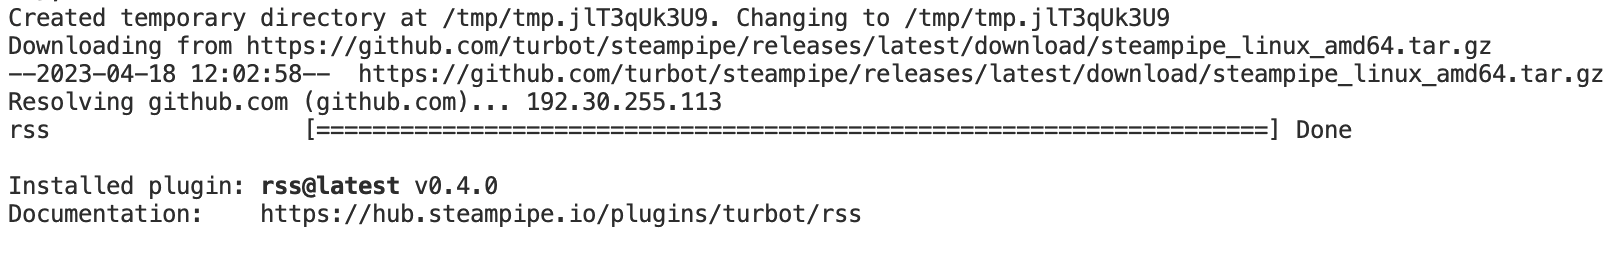 Created temporary directory at /tmp/tmp.jlT3qUk3U9. Changing to /tmp/tmp.jlT3qUk3U9
Downloading from https://github.com/turbot/steampipe/releases/latest/download/steampipe_linux_amd64.tar.gz
--2023-04-18 12:02:58--  https://github.com/turbot/steampipe/releases/latest/download/steampipe_linux_amd64.tar.gz
Resolving github.com (github.com)... 192.30.255.113
rss                  [====================================================================] Done
Installed plugin: rss@latest v0.4.0
Documentation:    https://hub.steampipe.io/plugins/turbot/rss